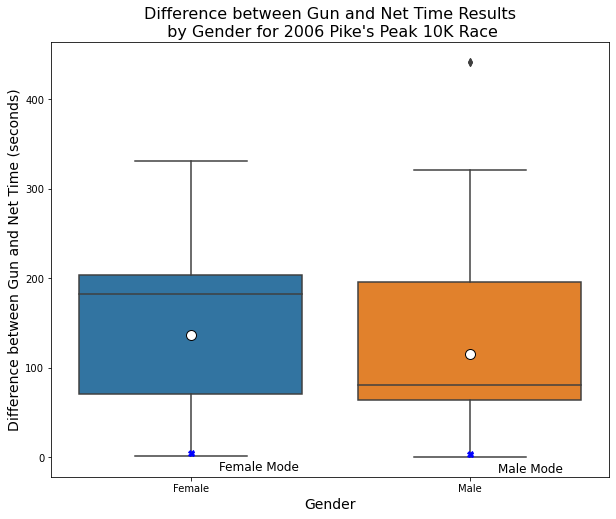 Difference between Gun and Net Time Results
by Gender for 2006 Pike's Peak 10K Race
Difference between Gun and Net Time (seconds)
400
300
200
100
0
Female Mode
Male Mode
Female
Male
Gender